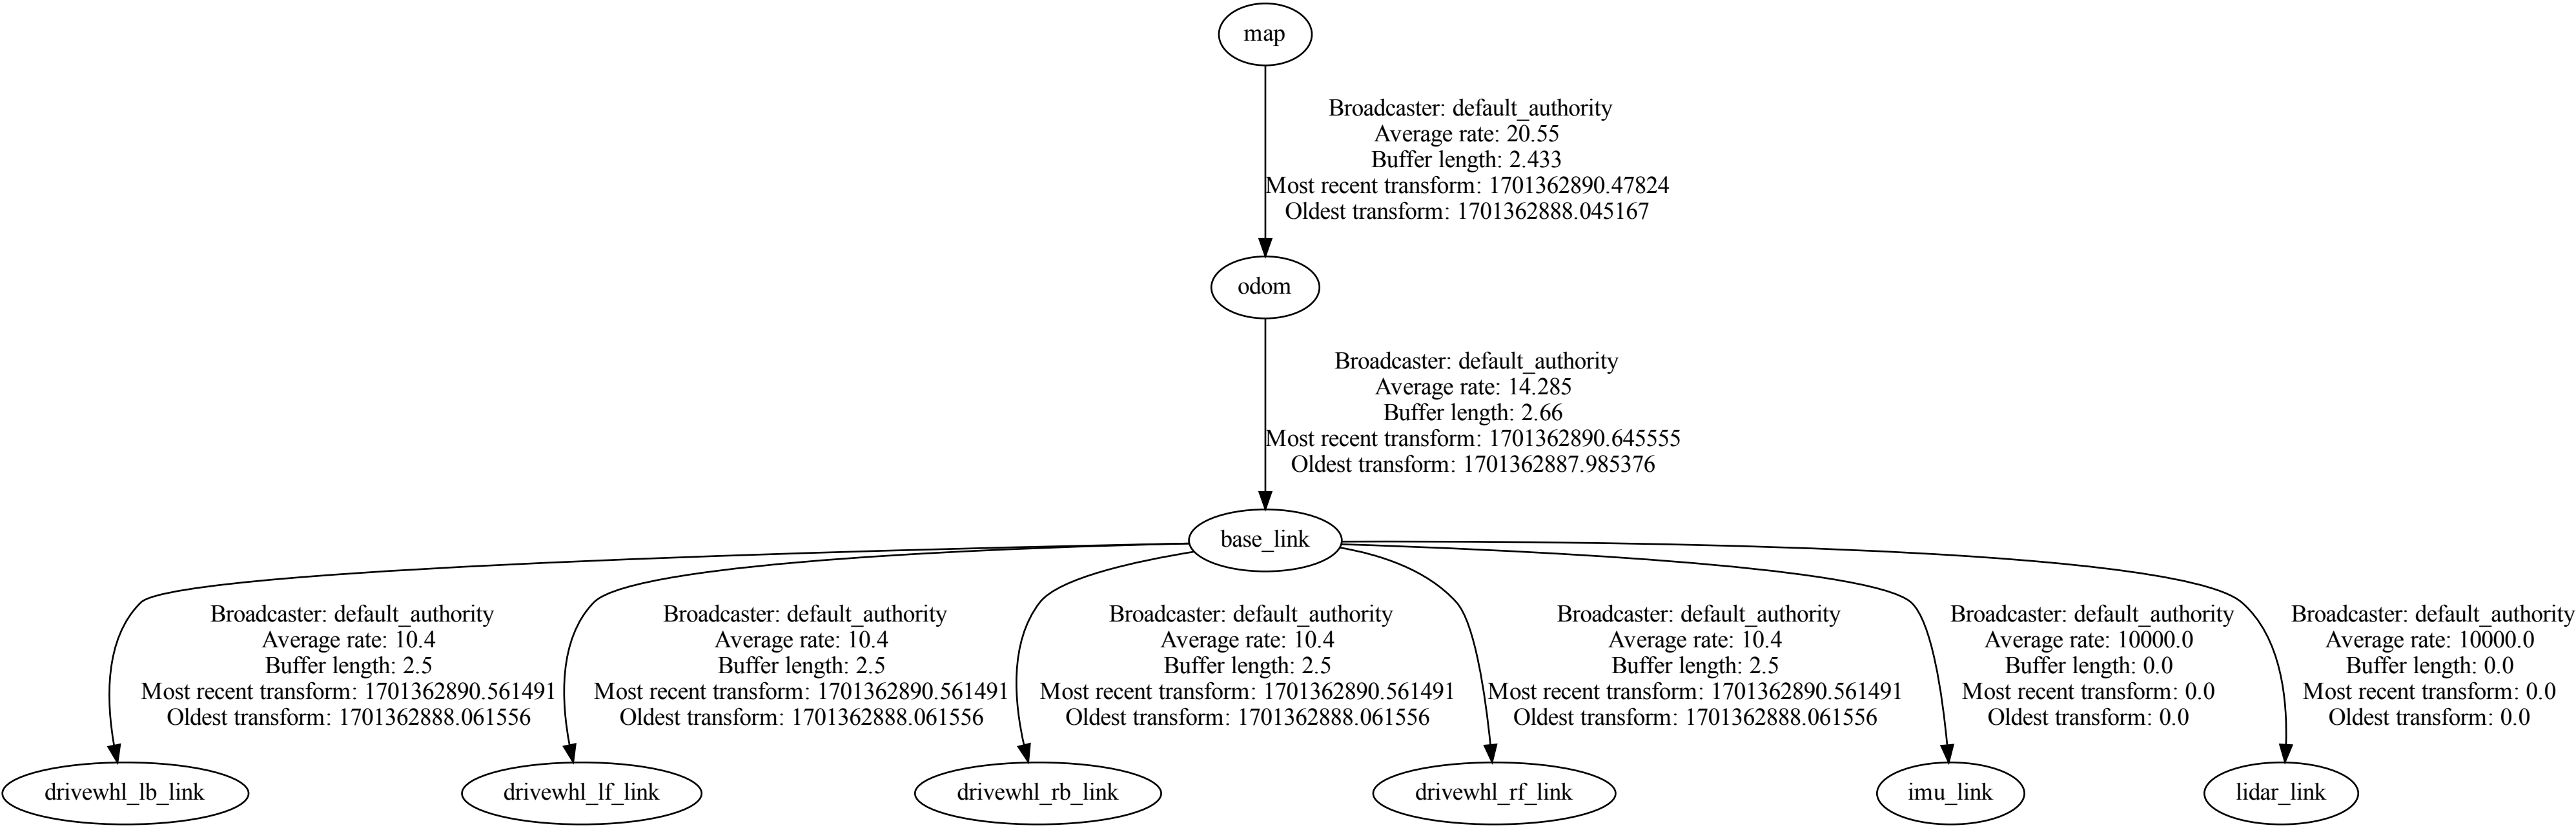 map
Broadcaster: default_authority
Average rate: 20.55
Buffer length: 2.433
Most recent transform: 1701362890.47824
Oldest transform: 1701362888.045167
odom
Broadcaster: default_authority
Average rate: 14.285
Buffer length: 2.66
Most recent transform: 1701362890.645555
Oldest transform: 1701362887.985376
base_link
Broadcaster: default_authority
Average rate: 10.4
Buffer length: 2.5
Most recent transform: 1701362890.561491
Oldest transform: 1701362888.061556
Broadcaster: default_authority
Average rate: 10.4
Buffer length: 2.5
Most recent transform: 1701362890.561491
Oldest transform: 1701362888.061556
Broadcaster: default_authority
Average rate: 10.4
Buffer length: 2.5
Most recent transform: 1701362890.561491
Oldest transform: 1701362888.061556
Broadcaster: default_authority
Average rate: 10.4
Buffer length: 2.5
Most recent transform: 1701362890.561491
Oldest transform: 1701362888.061556
Broadcaster: default_authority
Average rate: 10000.0
Buffer length: 0.0
Most recent transform: 0.0
Oldest transform: 0.0
Broadcaster: default_authority
Average rate: 10000.0
Buffer length: 0.0
Most recent transform: 0.0
Oldest transform: 0.0
drivewhl_lb_link
drivewhl_lf_link
drivewhl_rb_link
drivewhl_rf_link
imu_link
lidar_link